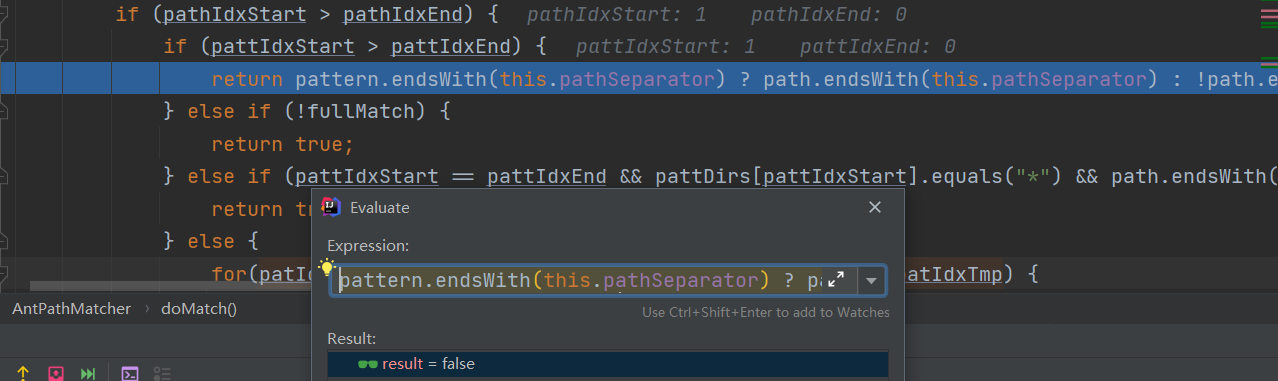 if (pathIdxStart > pathIdxEnd) { pathIdxStart: 1 pathIdxEnd: 0
if (pattIdxStart > pattIdxEnd) { pattIdxStart: 1 pattIdxEnd: 0
return pattern.endsWith(this.pathSeparator) ? path.endsWith(this.pathSeparator) : !path.e
} else if (!fullMatch) {
return true;
} else if (pattIdxStart == pattIdxEnd && pattDirs[pattIdxStart].equals("*") && path.endsWith(
return tr
} else {
for(patId
atIdxTmp) {
Evaluate
Expression:
pattern.endsWith(this.pathSeparator) ? pa
Use Ctrl+Shift+Enter to add to Watches
Result:
result = false
AntPathMatcher › doMatch()